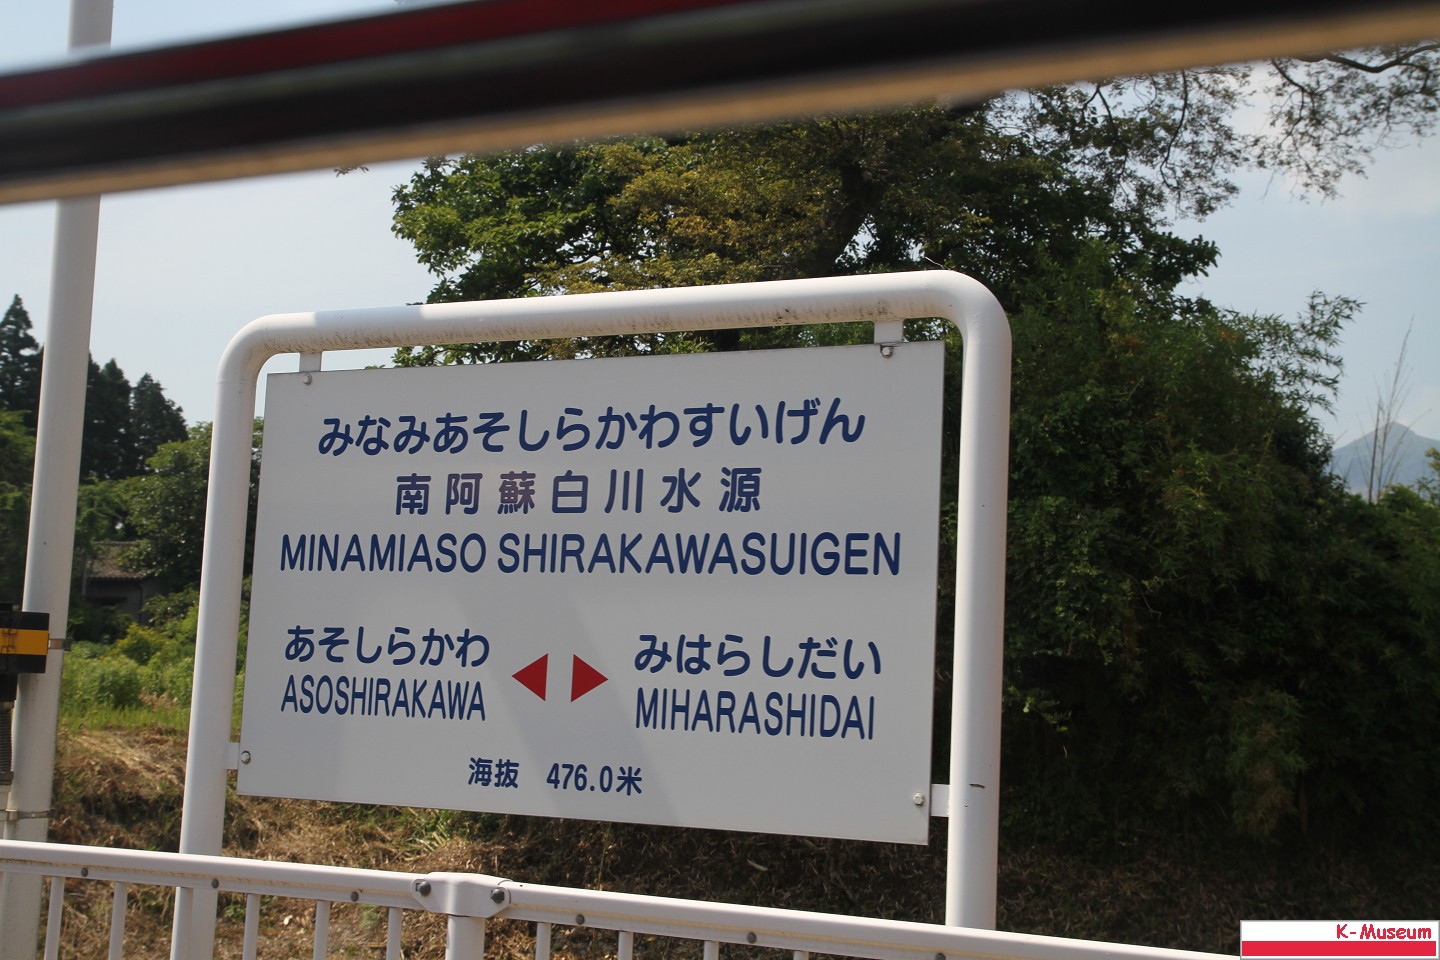 みなみあそしらかわすいげん
南阿蘇白川水源
MINAMIASO SHIRAKAWASUIGEN
あそしらかわ みはらしだい
ASOSHIRAKAWA MIHARASHIDAI
海抜 476.0米
K-Museum